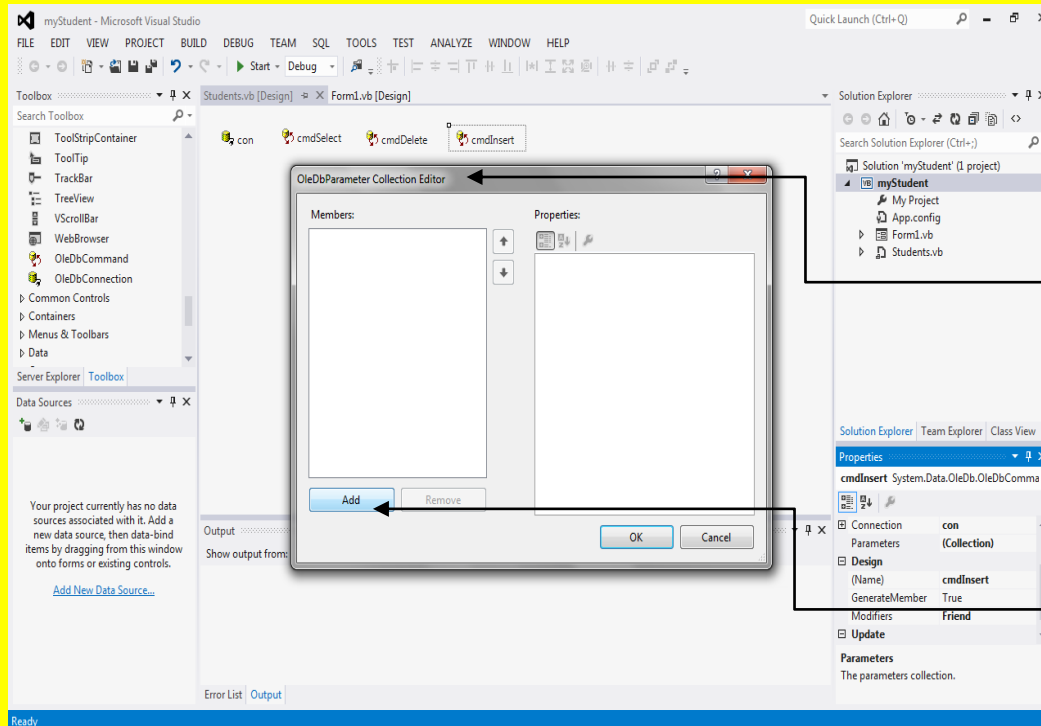 myStudent - Microsoft Visual Studio
Quick Launch (Ctrl+Q)
FILE EDIT VIEW PROJECT BUILD DEBUG TEAM SQL TOOLS TEST ANALYZE WINDOW HELP
Start Debug
Toolbox
Search Toolbox
ToolStripContainer
ToolTip
TrackBar
TreeView
VScrollBar
WebBrowser
OleDbCommand
OleDbConnection
Common Controls
Containers
Menus & Toolbars
Data
Server Explorer Toolbox
Data Sources
Your project currently has no data
sources associated with it. Add a
new data source, then data-bind
items by dragging from this window
onto forms or existing controls.
Add New Data Source...
Students.vb [Design] Form1.vb [Design]
con cmdSelect cmdDelete cmdInsert
OleDbParameter Collection Editor
Members:
Properties:
Add Remove
OK Cancel
Output
Show output from:
Error List Output
Solution Explorer
Search Solution Explorer (Ctrl+;)
Solution 'myStudent' (1 project)
myStudent
My Project
App.config
Form1.vb
Students.vb
Solution Explorer Team Explorer Class View
Properties
cmdInsert System.Data.OleDb.OleDbComma
Connection con
Parameters (Collection)
Design
(Name) cmdInsert
GenerateMember True
Modifiers Friend
Update
Parameters
The parameters collection.
Ready